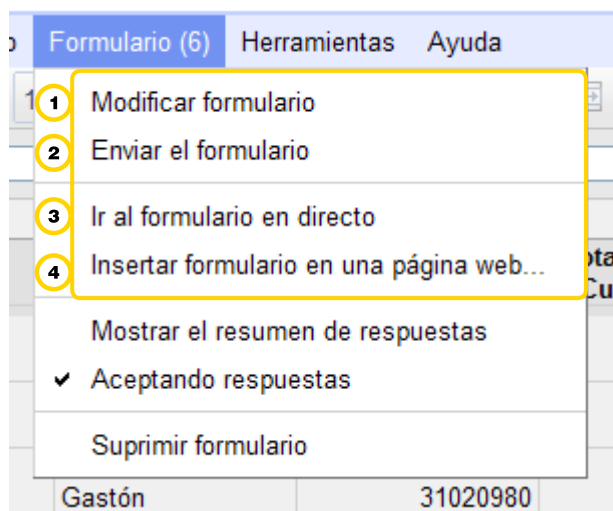 Formulario (6) Herramientas Ayuda
1 Modificar formulario
2 Enviar el formulario
3 Ir al formulario en directo
4 Insertar formulario en una página web...
Mostrar el resumen de respuestas
Aceptando respuestas
Suprimir formulario
Gastón 31020980